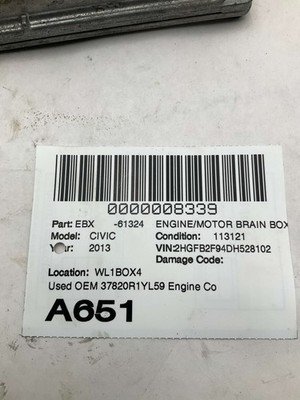 0000008339
Part: EBX -61324 ENGINE/MOTOR BRAIN BOX
Model: CIVIC Condition: 113121
Year: 2013 VIN:2HGFB2F94DH528102
Damage Code:
Location: WL1BOX4
Used OEM 37820R1YL59 Engine Co
A651